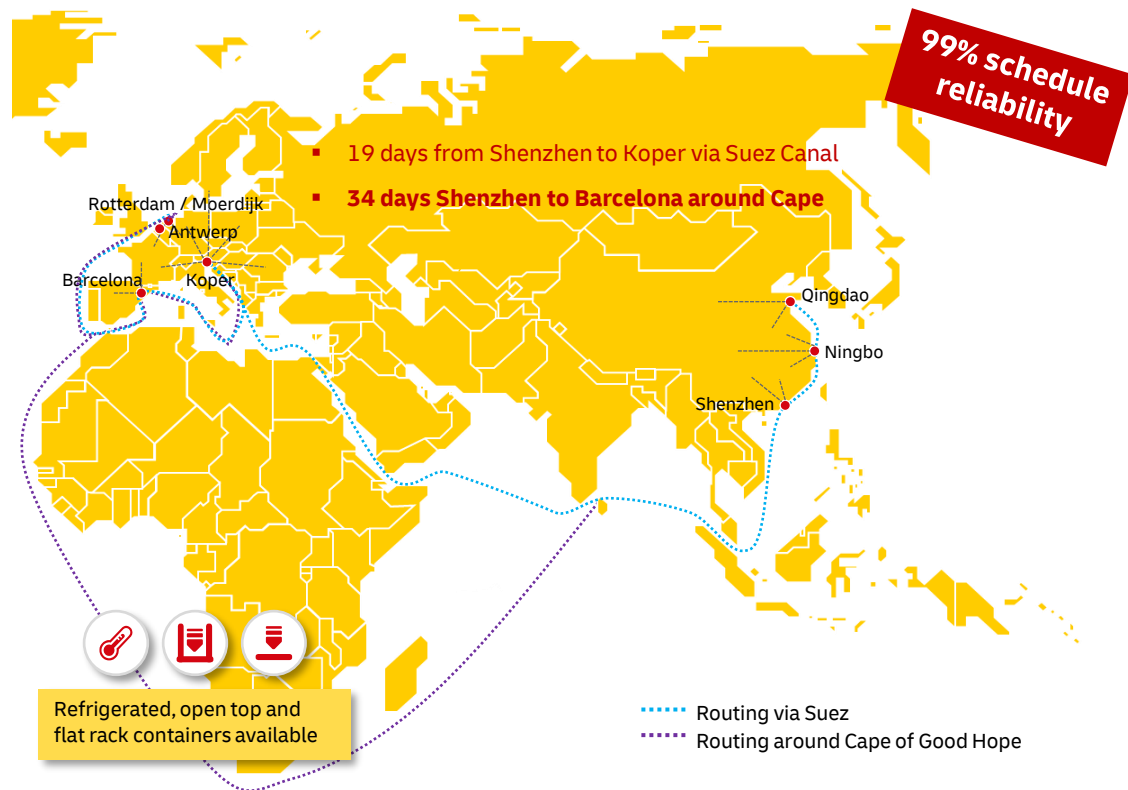 99% schedule
reliability
▪ 19 days from Shenzhen to Koper via Suez Canal
▪ 34 days Shenzhen to Barcelona around Cape
Rotterdam / Moerdijk
Antwerp
Barcelona
Koper
Qingdao
Ningbo
Shenzhen
Refrigerated, open top and
flat rack containers available
Routing via Suez
Routing around Cape of Good Hope